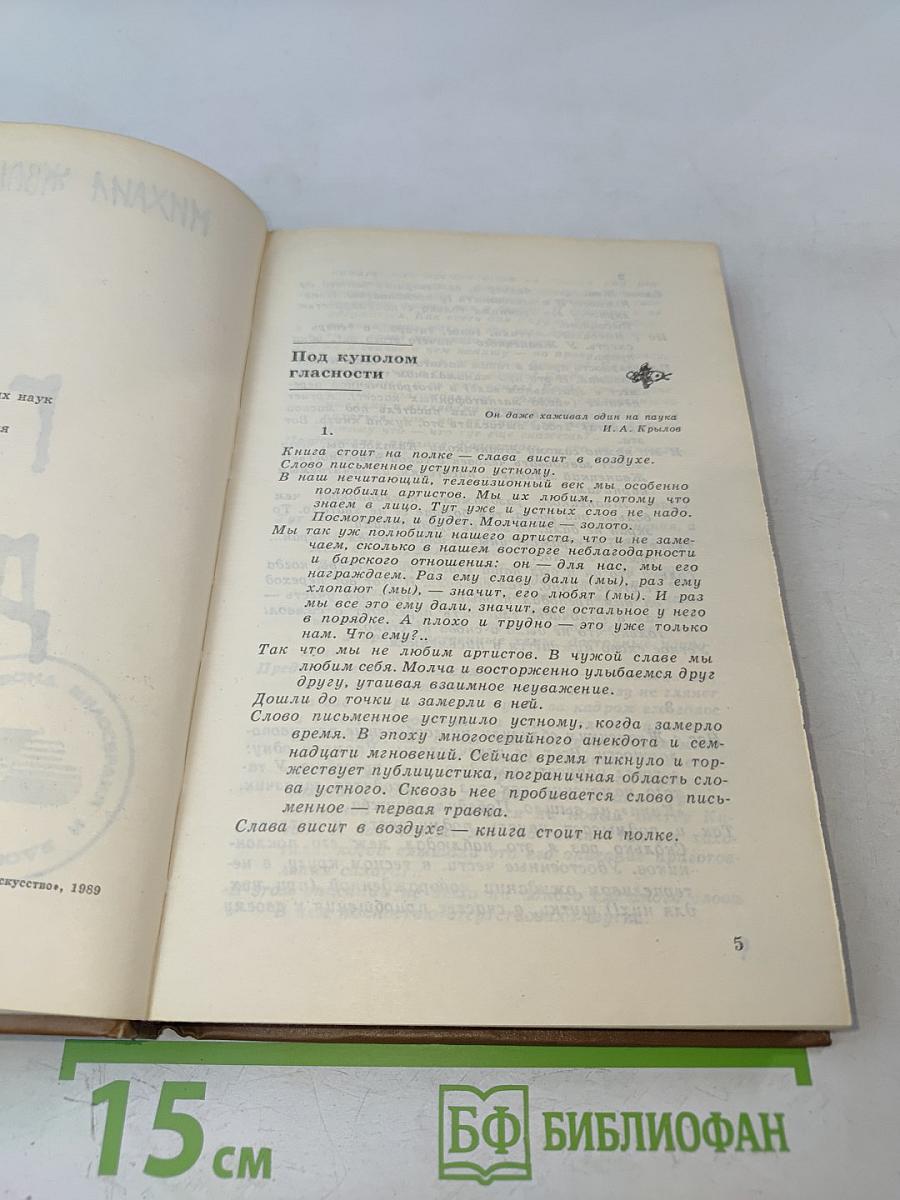 МИХАИЛ
х наук
я
скусство», 1989
Под куполом
гласности
Он даже хаживал один на паука
И. А. Крылов
1.
Книга стоит на полке — слава висит в воздухе.
Слово письменное уступило устному.
В наш нечитающий, телевизионный век мы особенно
полюбили артистов. Мы их любим, потому что
знаем в лицо. Тут уже и устных слов не надо.
Посмотрели, и будет. Молчание — золото.
Мы так уж полюбили нашего артиста, что и не заме-
чаем, сколько в нашем восторге неблагодарности
и барского отношения: он — для нас, мы его
награждаем. Раз ему славу дали (мы), раз ему
хлопают (мы), — значит, его любят (мы). И раз
мы все это ему дали, значит, все остальное у него
в порядке. А плохо и трудно — это уже только
нам. Что ему?..
Так что мы не любим артистов. В чужой славе мы
любим себя. Молча и восторженно улыбаемся друг
другу, утаивая взаимное неуважение.
Дошли до точки и замерли в ней.
Слово письменное уступило устному, когда замерло
время. В эпоху многосерийного анекдота и сем-
надцати мгновений. Сейчас время тикнуло и тор-
жествует публицистика, пограничная область сло-
ва устного. Сквозь нее пробивается слово пись-
менное — первая травка.
Слава висит в воздухе — книга стоит на полке.
5
15 см
БФ БИБЛИОФАН